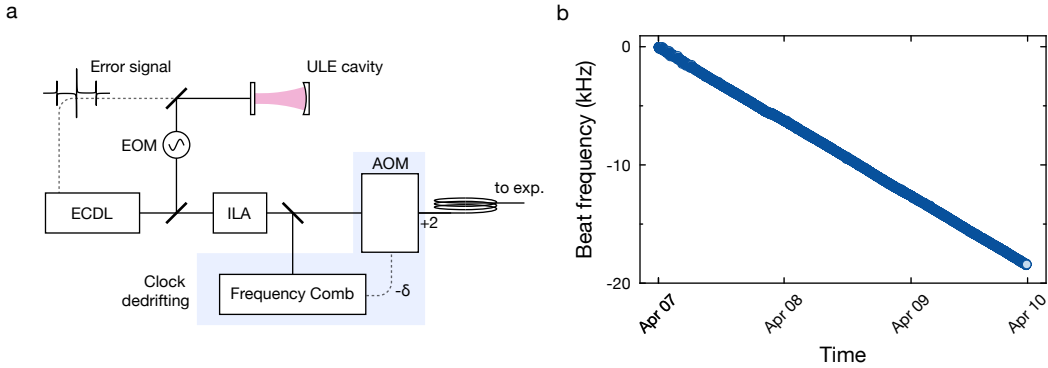 a
Error signal
ULE cavity
EOM
AOM
to exp.
ECDL
ILA
+2
Clock
dedrifting
Frequency Comb
-δ
b
Beat frequency (kHz)
0
-10
-20
Apr 07
Apr 08
Apr 09
Apr 10
Time